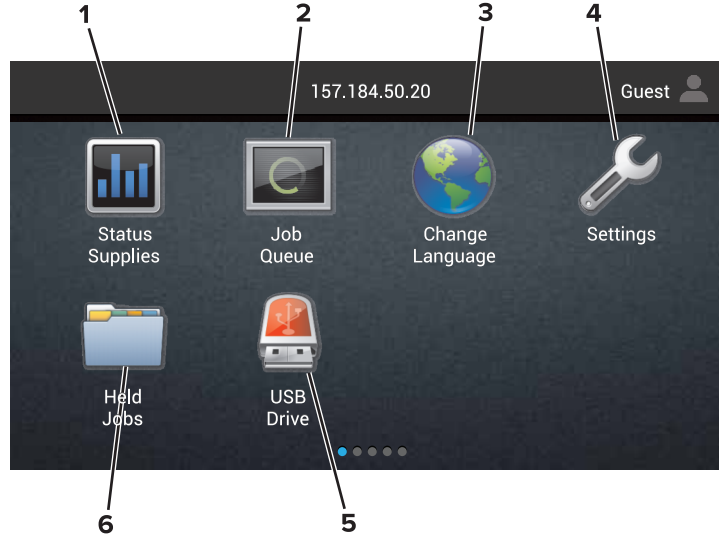 1 2 3 4
157.184.50.20 Guest
Status Supplies
Job Queue
Change Language
Settings
Held Jobs
USB Drive
6 5